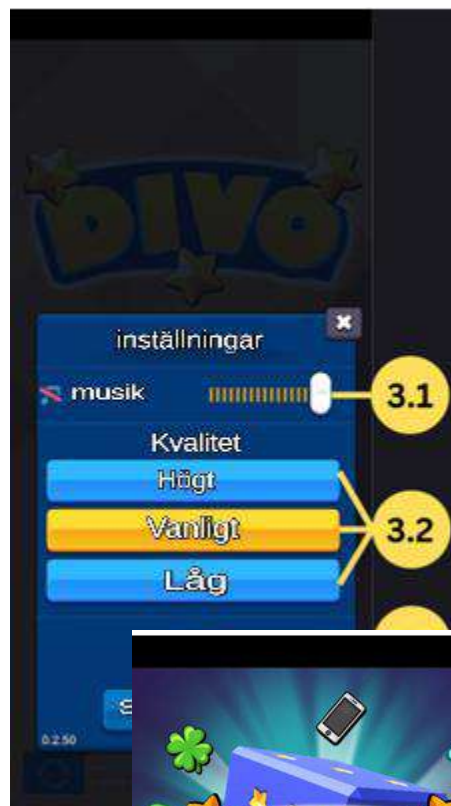 DIVO
inställningar
musik
3.1
Kvalitet
Högt
Vanligt
3.2
Låg
0.2.50